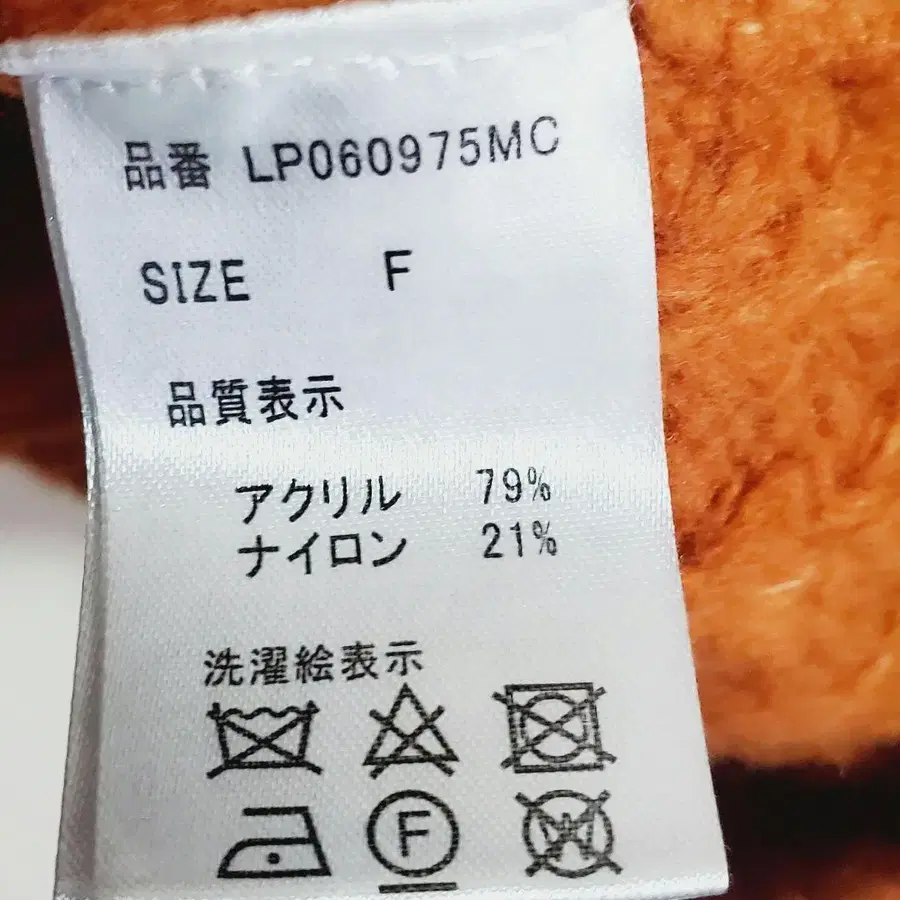 品番 LP060975MC
SIZE F
品質表示
アクリル 79%
ナイロン 21%
洗濯絵表示
F W